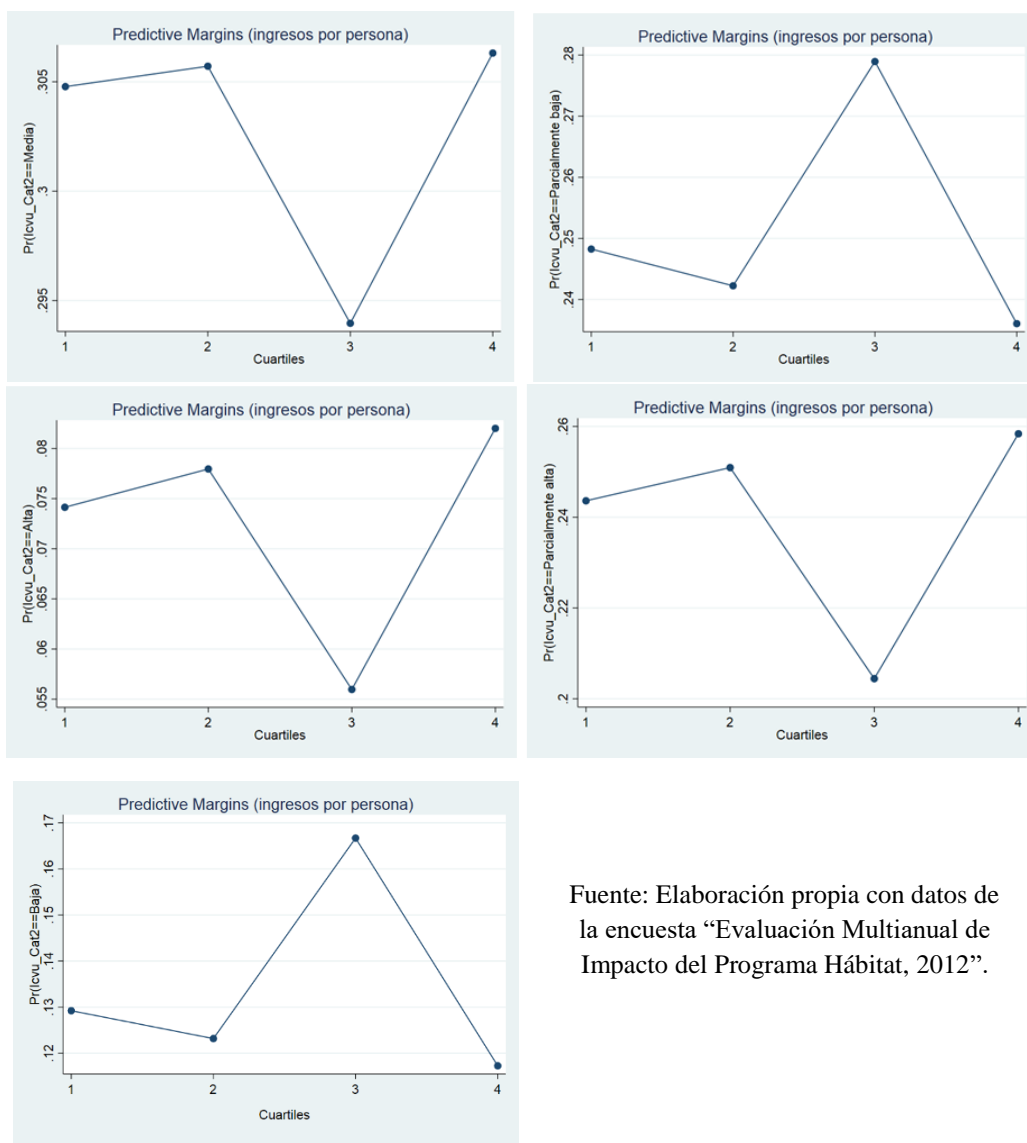 Predictive Margins (ingresos por persona)
Pr(Icvu_Cat2==Media)
.305
.3
.295
1 2 3 4
Cuartiles
Predictive Margins (ingresos por persona)
Pr(Icvu_Cat2==Parcialmente baja)
.28
.27
.26
.25
.24
1 2 3 4
Cuartiles
Predictive Margins (ingresos por persona)
Pr(Icvu_Cat2==Alta)
.08
.075
.07
.065
.06
.055
1 2 3 4
Cuartiles
Predictive Margins (ingresos por persona)
Pr(Icvu_Cat2==Parcialmente alta)
.26
.24
.22
.2
1 2 3 4
Cuartiles
Predictive Margins (ingresos por persona)
Pr(Icvu_Cat2==Baja)
.17
.16
.15
.14
.13
.12
1 2 3 4
Cuartiles
Fuente: Elaboración propia con datos de
la encuesta “Evaluación Multianual de
Impacto del Programa Hábitat, 2012”.